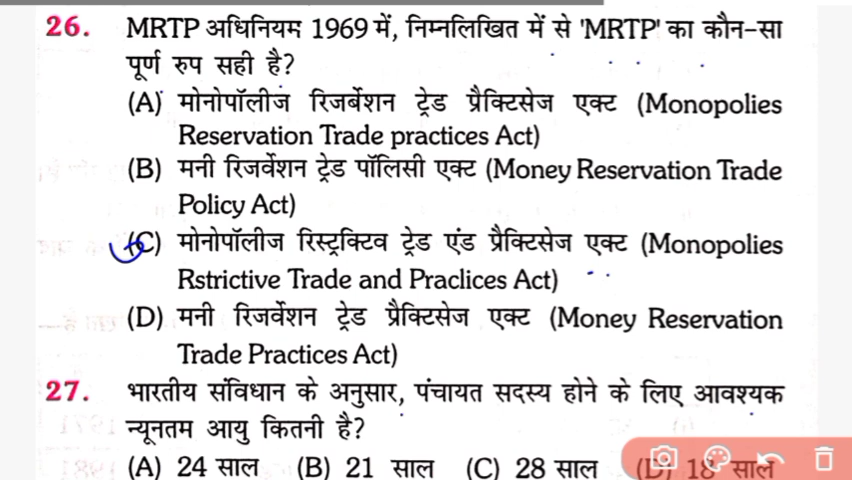 26. MRTP अधिनियम 1969 में, निम्नलिखित में से 'MRTP' का कौन-सा
पूर्ण रुप सही है?
(A) मोनोपॉलीज रिजर्बेशन ट्रेड प्रैक्टिसेज एक्ट (Monopolies
Reservation Trade practices Act)
(B) मनी रिजर्वेशन ट्रेड पॉलिसी एक्ट (Money Reservation Trade
Policy Act)
(C) मोनोपॉलीज रिस्ट्रक्टिव ट्रेड एंड प्रैक्टिसेज एक्ट (Monopolies
Rstrictive Trade and Praclices Act)
(D) मनी रिजर्वेशन ट्रेड प्रैक्टिसेज एक्ट (Money Reservation
Trade Practices Act)
27. भारतीय संविधान के अनुसार, पंचायत सदस्य होने के लिए आवश्यक
न्यूनतम आयु कितनी है?
(A) 24 साल (B) 21 साल (C) 28 साल (D) 18 साल